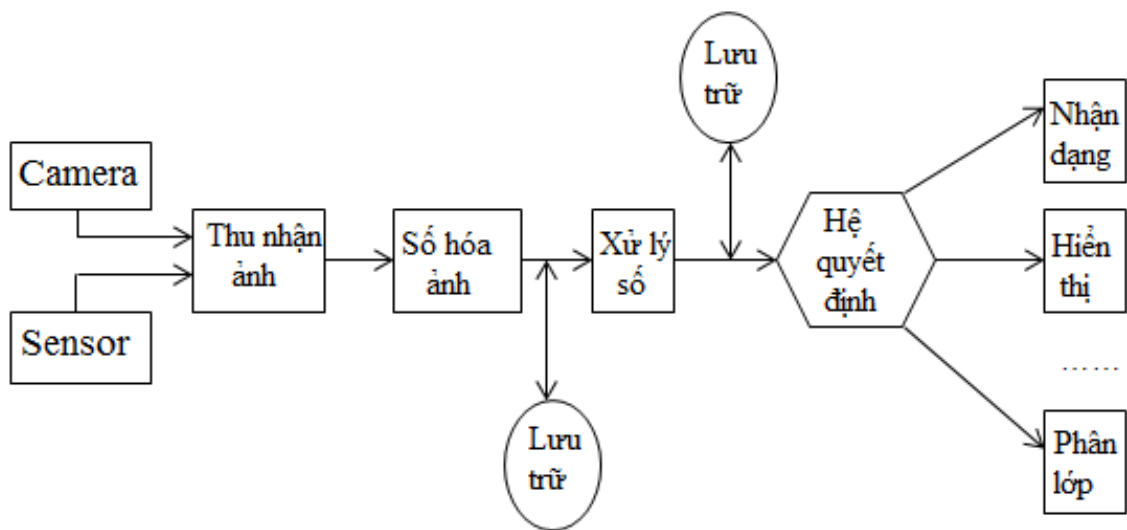 Camera
Sensor
Thu nhận
ảnh
Số hóa
ảnh
Lưu
trữ
Xử lý
số
Lưu
trữ
Hệ
quyết
định
Nhận
dạng
Hiển
thị
......
Phân
lớp